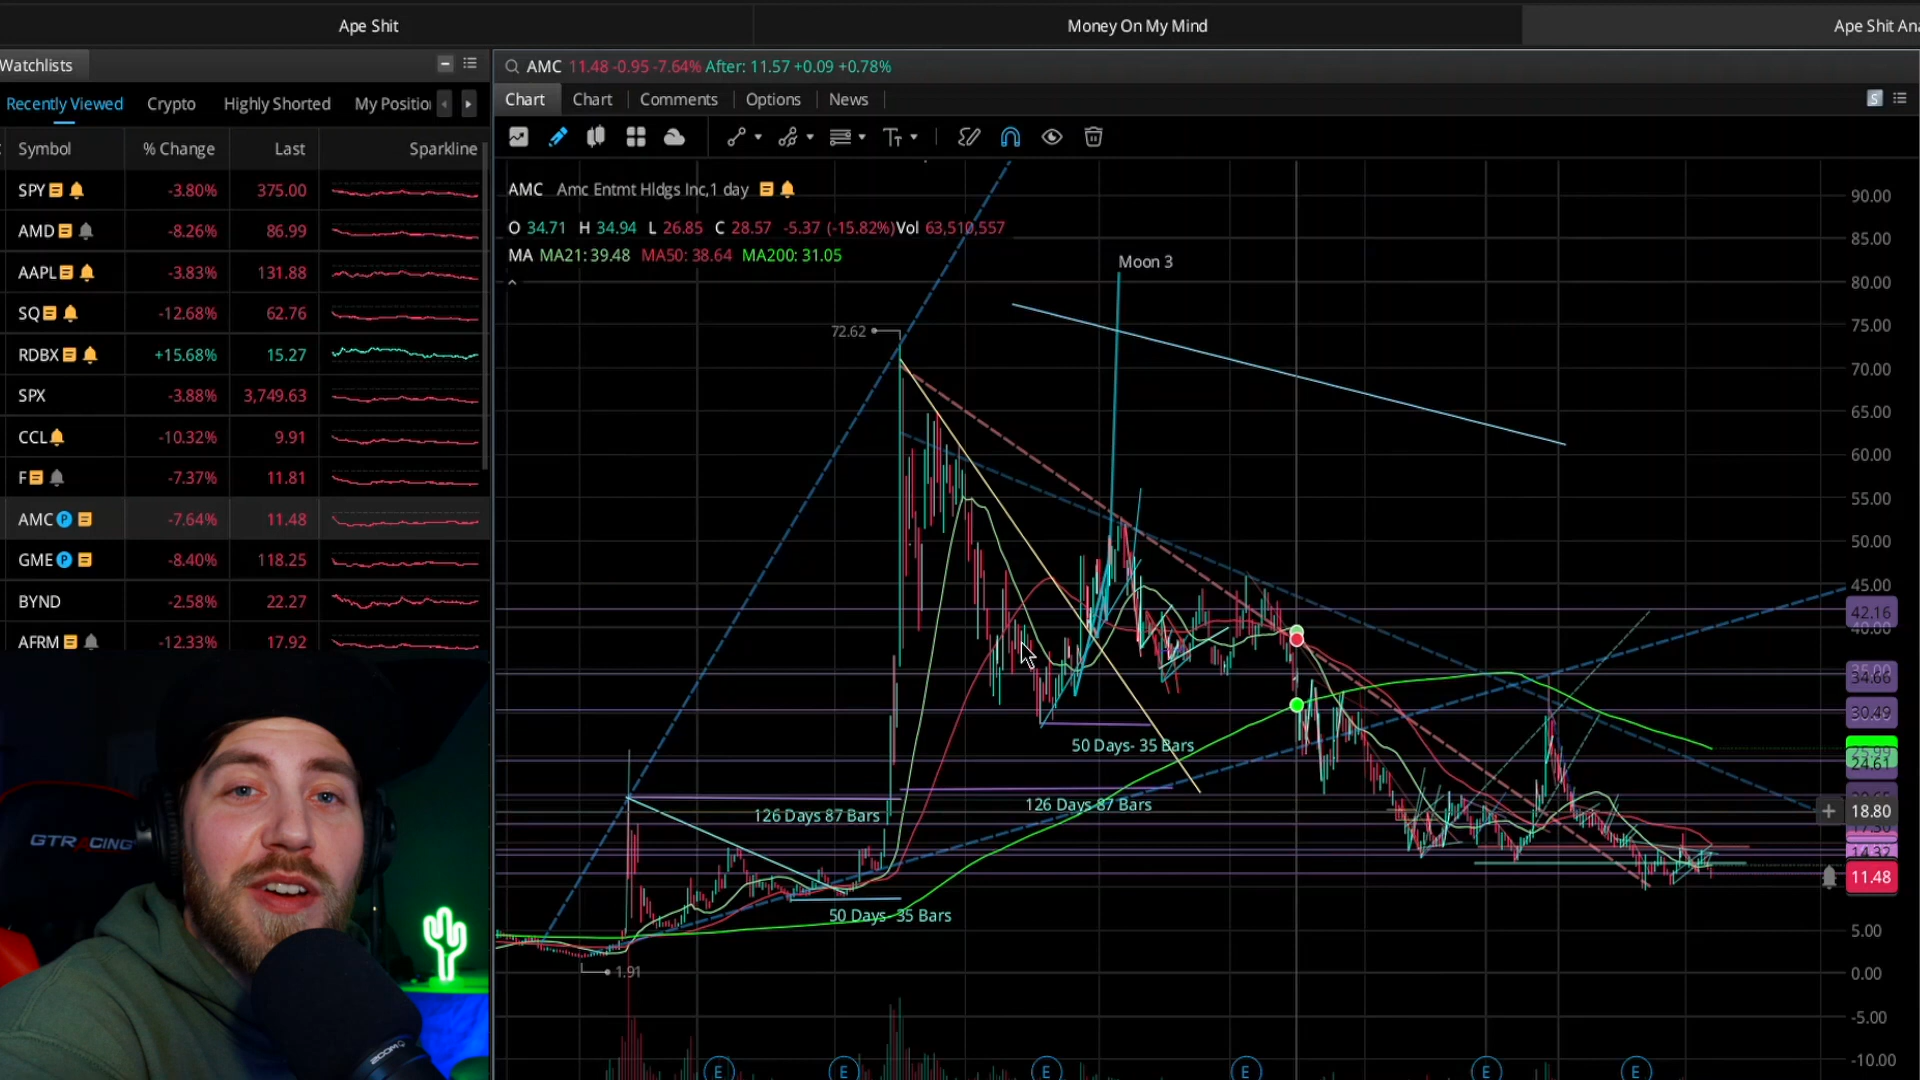 Ape Shit
Money On My Mind
Ape Shit Ana
Watchlists
Recently Viewed
Crypto
Highly Shorted
My Position
Symbol
% Change
Last
Sparkline
SPY -3.80% 375.00
AMD -8.26% 86.99
AAPL -3.83% 131.88
SQ -12.68% 62.76
RDBX +15.68% 15.27
SPX -3.88% 3,749.63
CCL -10.32% 9.91
F -7.37% 11.81
AMC P -7.64% 11.48
GME P -8.40% 118.25
BYND -2.58% 22.27
AFRM -12.33% 17.92
AMC 11.48 -0.95 -7.64% After: 11.57 +0.09 +0.78%
Chart
Chart
Comments
Options
News
S
AMC Amc Entmt Hldgs Inc,1 day
O 34.71 H 34.94 L 26.85 C 28.57 -5.37 (-15.82%)Vol 63,510,557
MA MA21: 39.48 MA50: 38.64 MA200: 31.05
Moon 3
72.62
50 Days- 35 Bars
126 Days 87 Bars
126 Days 87 Bars
50 Days- 35 Bars
1.91
90.00
85.00
80.00
75.00
70.00
65.00
60.00
55.00
50.00
45.00
42.16
40.00
35.00
34.66
30.49
24.61
18.80
14.32
11.48
5.00
0.00
-5.00
-10.00
E
E
E
E
E
E
GTRACING